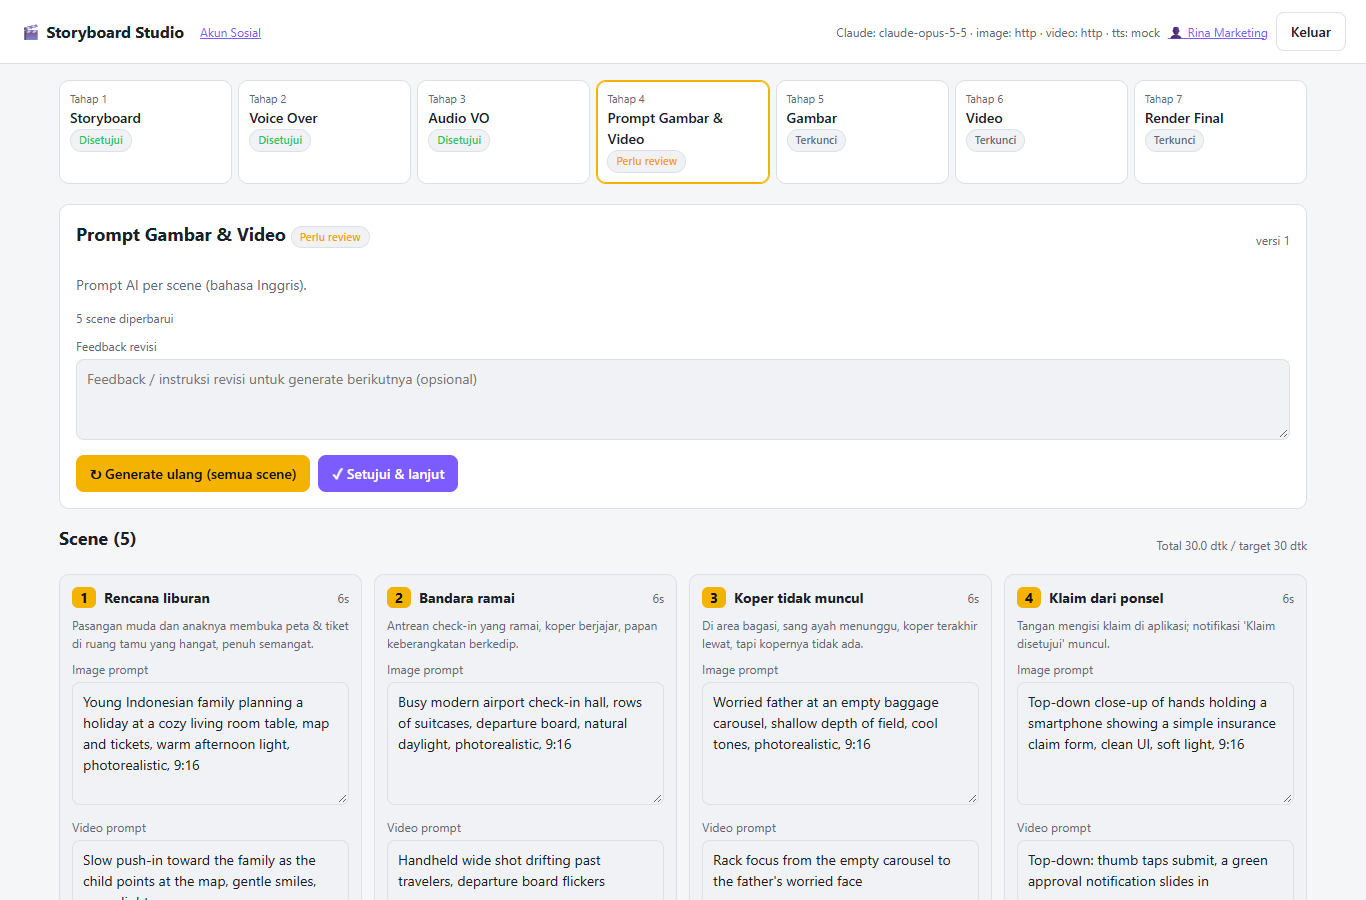 Storyboard Studio
Akun Sosial
Claude: claude-opus-5-5 · image: http · video: http · tts: mock
Rina Marketing
Keluar
Tahap 1
Storyboard
Disetujui
Tahap 2
Voice Over
Disetujui
Tahap 3
Audio VO
Disetujui
Tahap 4
Prompt Gambar &
Video
Perlu review
Tahap 5
Gambar
Terkunci
Tahap 6
Video
Terkunci
Tahap 7
Render Final
Terkunci
Prompt Gambar & Video
Perlu review
versi 1
Prompt AI per scene (bahasa Inggris).
5 scene diperbarui
Feedback revisi
Feedback / instruksi revisi untuk generate berikutnya (opsional)
↻ Generate ulang (semua scene)
✓ Setujui & lanjut
Scene (5)
Total 30.0 dtk / target 30 dtk
1
Rencana liburan
6s
Pasangan muda dan anaknya membuka peta & tiket
di ruang tamu yang hangat, penuh semangat.
Image prompt
Young Indonesian family planning a
holiday at a cozy living room table, map
and tickets, warm afternoon light,
photorealistic, 9:16
Video prompt
Slow push-in toward the family as the
child points at the map, gentle smiles,
2
Bandara ramai
6s
Antrean check-in yang ramai, koper berjajar, papan
keberangkatan berkedip.
Image prompt
Busy modern airport check-in hall, rows
of suitcases, departure board, natural
daylight, photorealistic, 9:16
Video prompt
Handheld wide shot drifting past
travelers, departure board flickers
3
Koper tidak muncul
6s
Di area bagasi, sang ayah menunggu, koper terakhir
lewat, tapi kopernya tidak ada.
Image prompt
Worried father at an empty baggage
carousel, shallow depth of field, cool
tones, photorealistic, 9:16
Video prompt
Rack focus from the empty carousel to
the father's worried face
4
Klaim dari ponsel
6s
Tangan mengisi klaim di aplikasi; notifikasi 'Klaim
disetujui' muncul.
Image prompt
Top-down close-up of hands holding a
smartphone showing a simple insurance
claim form, clean UI, soft light, 9:16
Video prompt
Top-down: thumb taps submit, a green
approval notification slides in